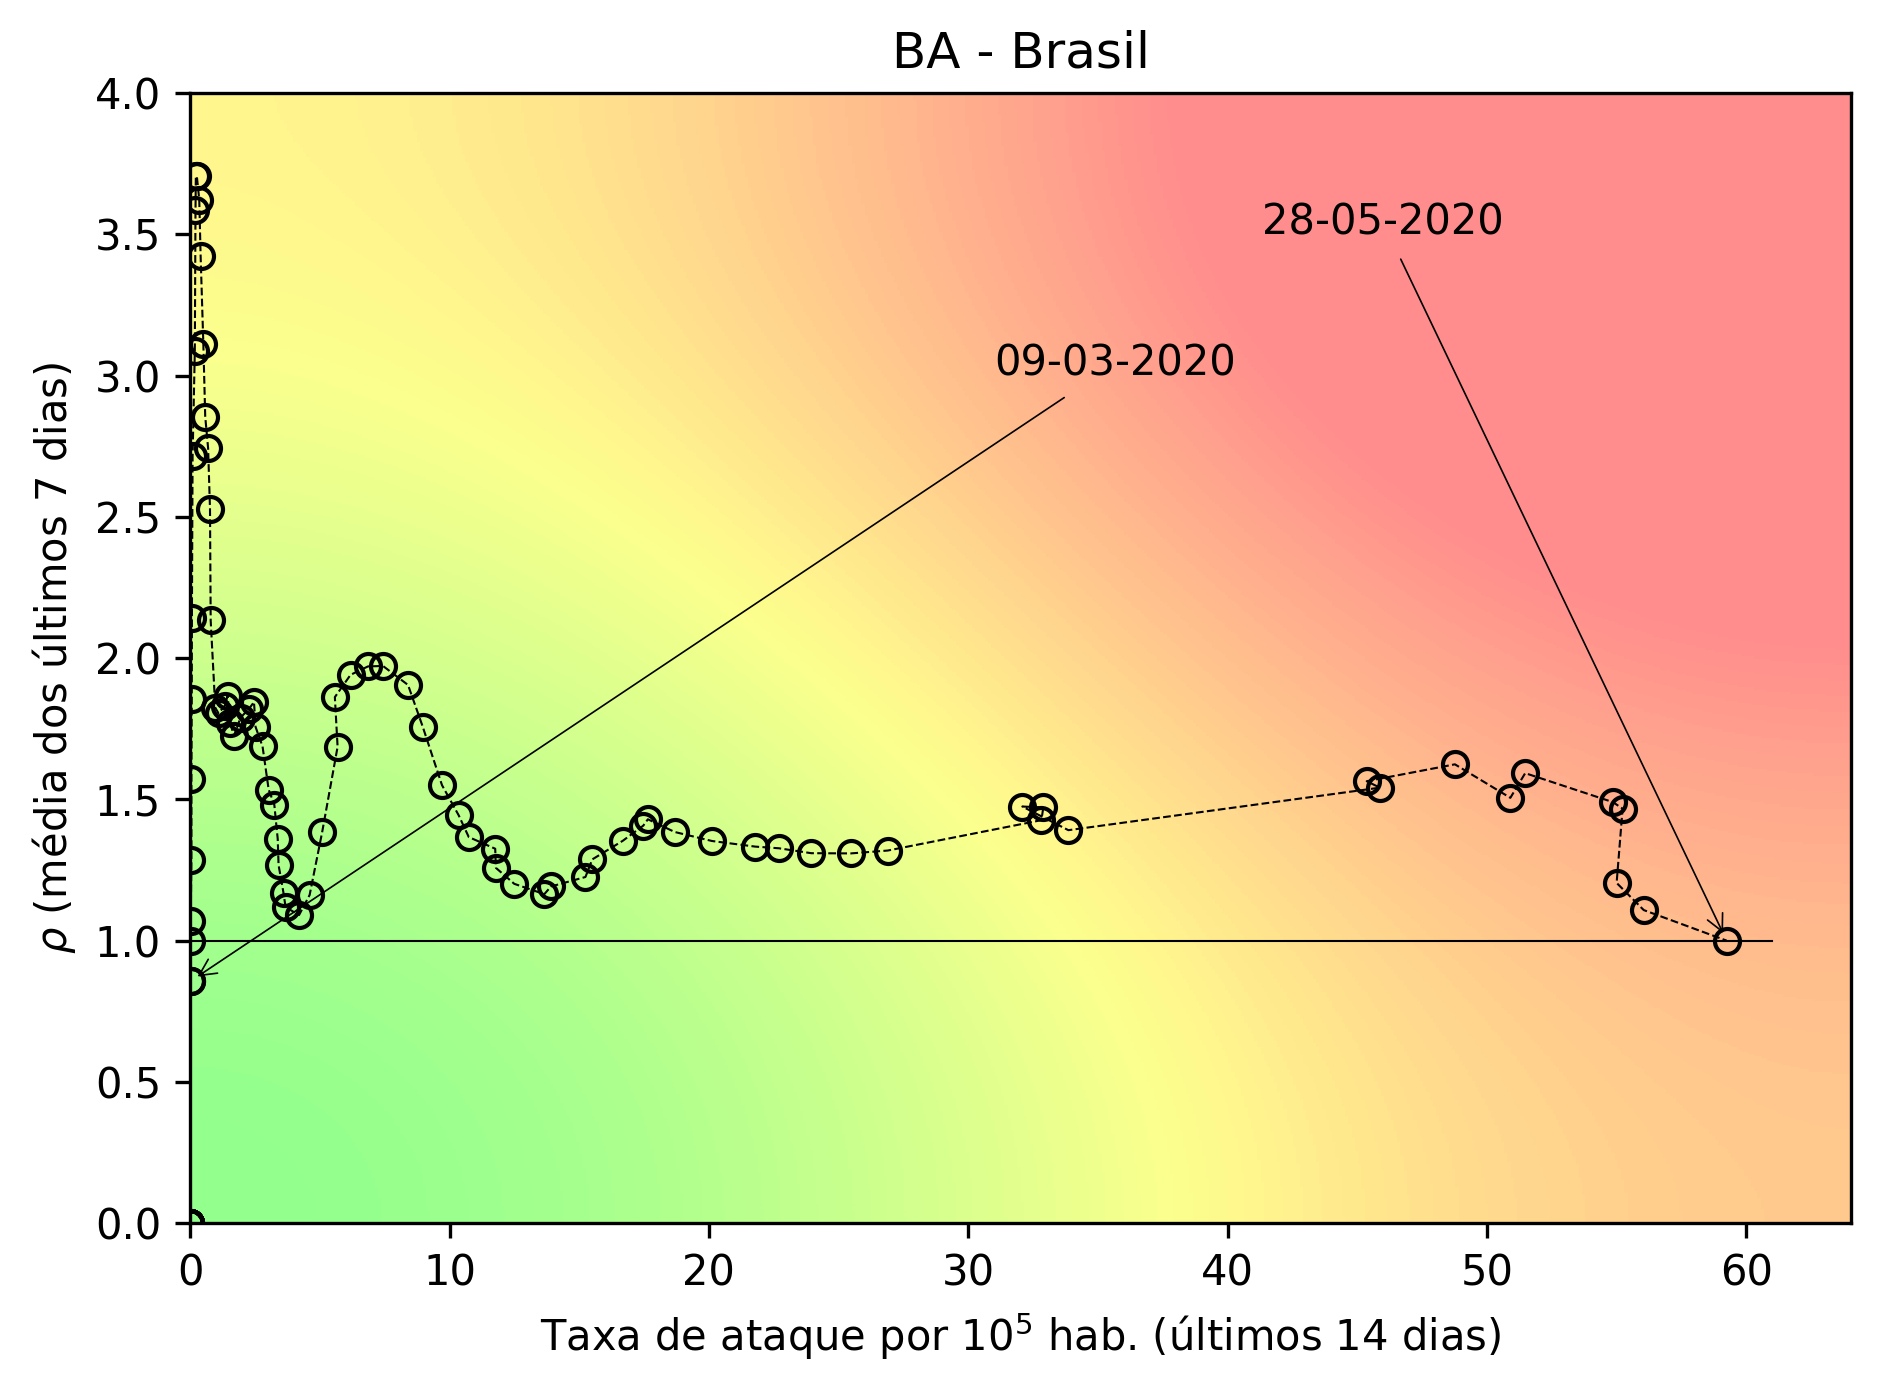 BA - Brasil
4.0
3.5
3.0
2.5
2.0
1.5
1.0
0.5
0.0
ρ (média dos últimos 7 dias)
28-05-2020
09-03-2020
0 10 20 30 40 50 60
Taxa de ataque por 10⁵ hab. (últimos 14 dias)